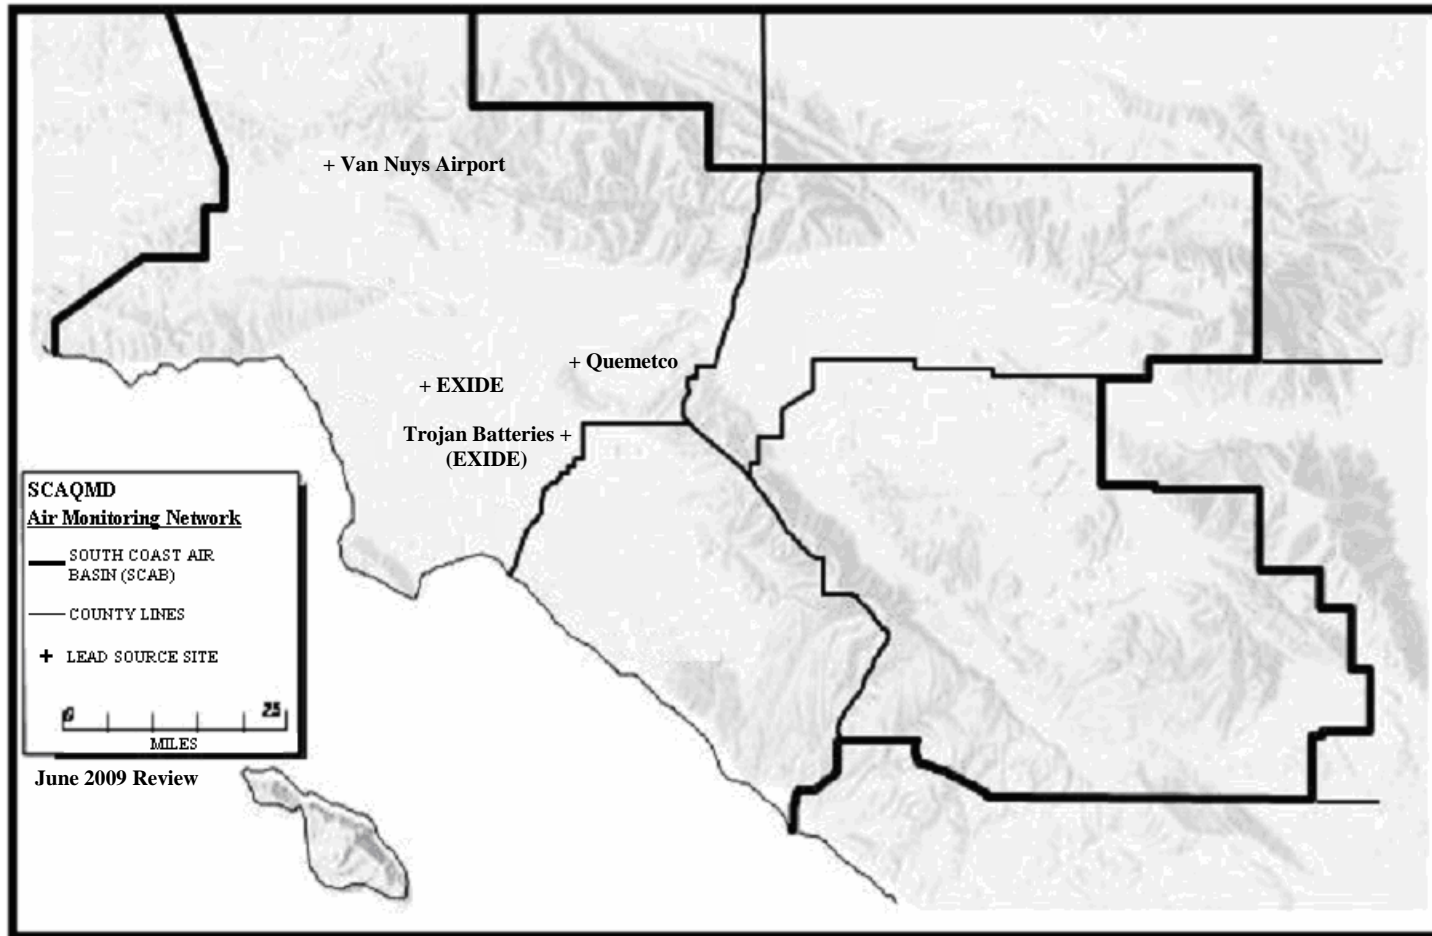 + Van Nuys Airport
+ Quemetco
+ EXIDE
Trojan Batteries +
(EXIDE)
SCAQMD
Air Monitoring Network
SOUTH COAST AIR
BASIN (SCAB)
COUNTY LINES
+ LEAD SOURCE SITE
0 25
MILES
June 2009 Review